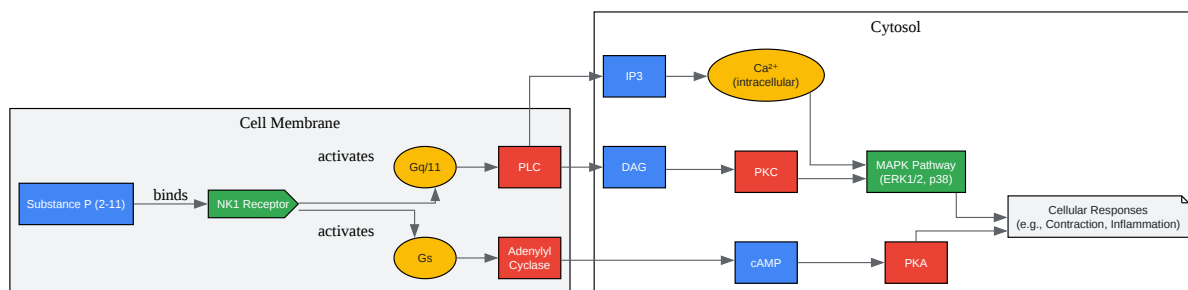 Cytosol
IP3
Ca²⁺
(intracellular)
Cell Membrane
activates
Gq/11
PLC
DAG
PKC
MAPK Pathway
(ERK1/2, p38)
Substance P (2-11)
binds
NK1 Receptor
Cellular Responses
(e.g., Contraction, Inflammation)
activates
Gs
Adenylyl
Cyclase
cAMP
PKA